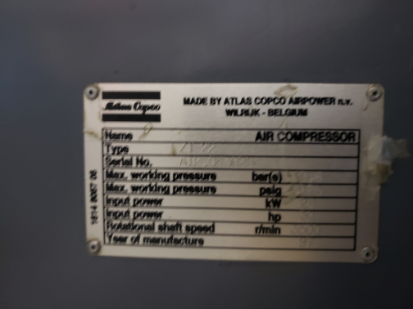 Atlas Copco
MADE BY ATLAS COPCO AIRPOWER n.v.
WILRIJK - BELGIUM
Name AIR COMPRESSOR
Type
Serial No.
Max. working pressure bar(e)
Max. working pressure psig
Input power kW
Input power hp
Rotational shaft speed r/min
Year of manufacture